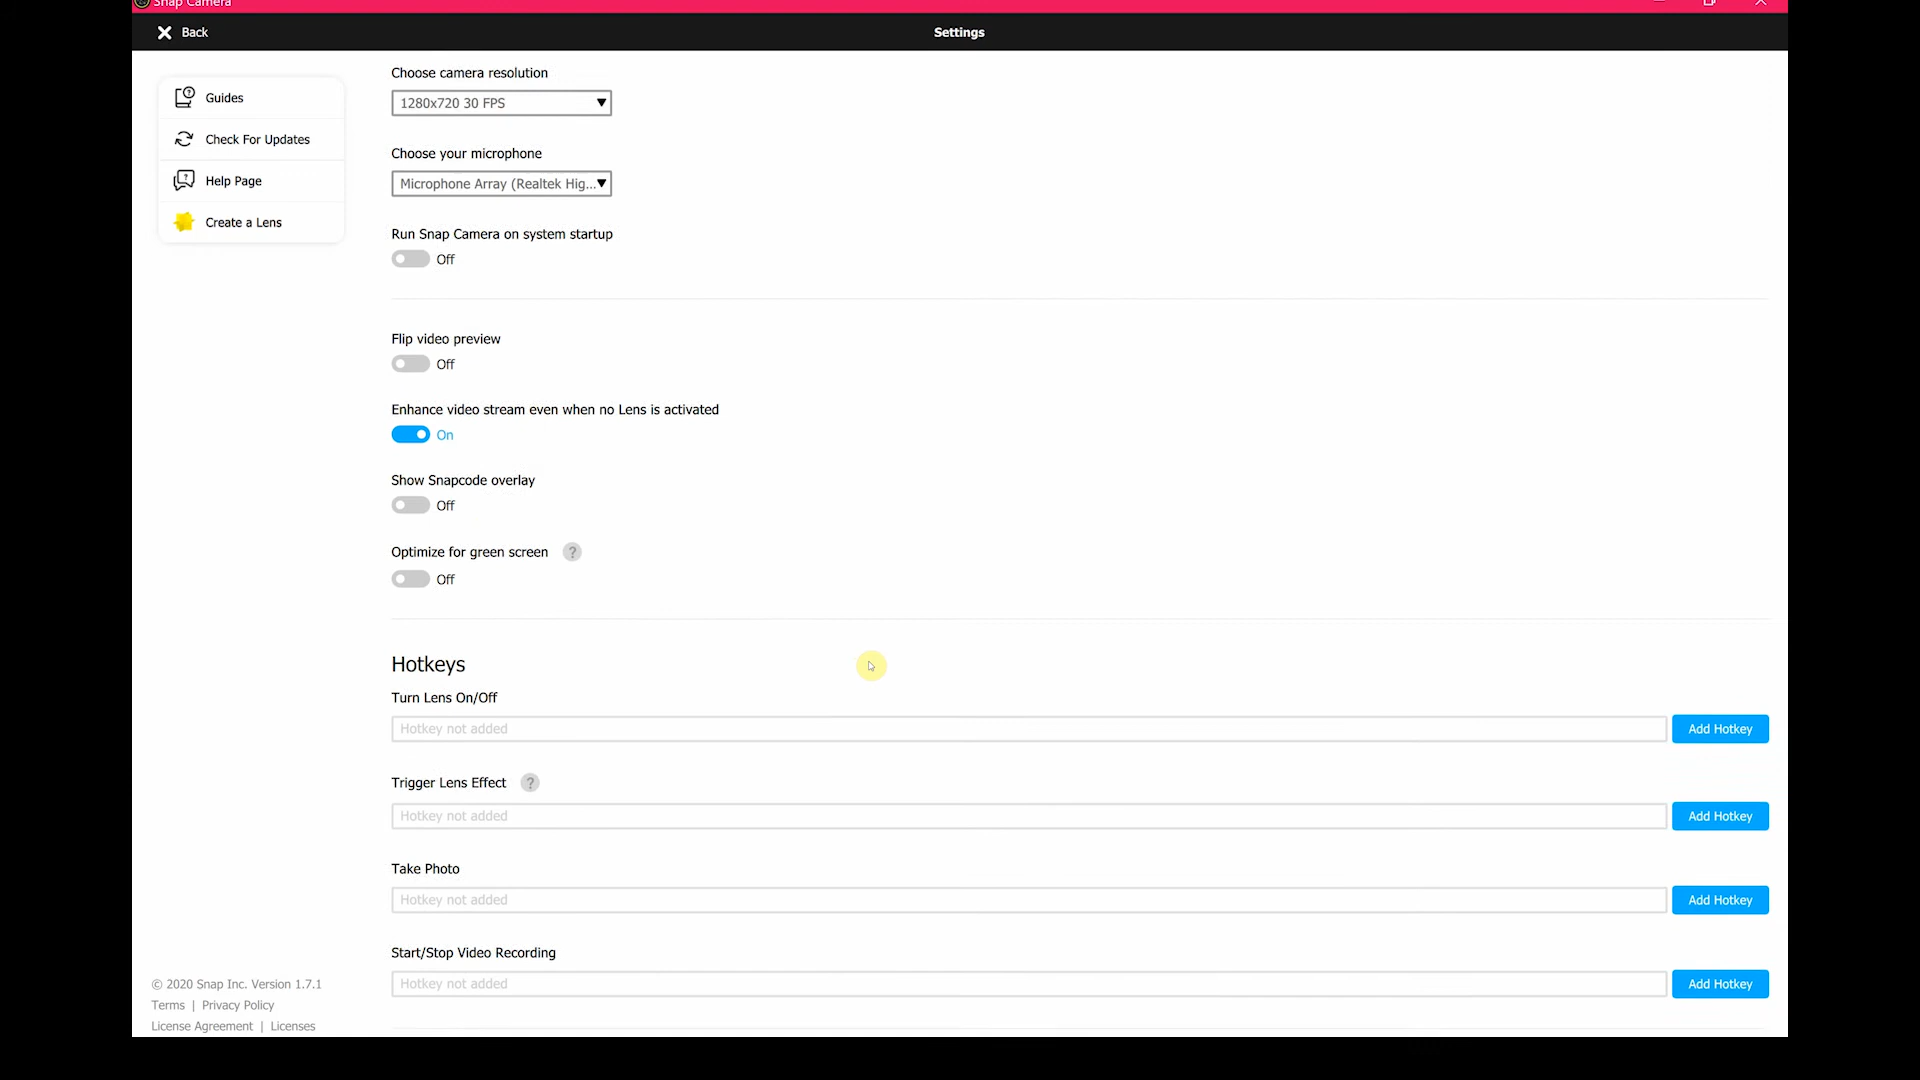 Snap Camera
Back
Settings
Guides
Check For Updates
Help Page
Create a Lens
Choose camera resolution
1280x720 30 FPS
Choose your microphone
Microphone Array (Realtek Hig...
Run Snap Camera on system startup
Off
Flip video preview
Off
Enhance video stream even when no Lens is activated
On
Show Snapcode overlay
Off
Optimize for green screen ?
Off
Hotkeys
Turn Lens On/Off
Hotkey not added Add Hotkey
Trigger Lens Effect ?
Hotkey not added Add Hotkey
Take Photo
Hotkey not added Add Hotkey
Start/Stop Video Recording
Hotkey not added Add Hotkey
© 2020 Snap Inc. Version 1.7.1
Terms | Privacy Policy
License Agreement | Licenses